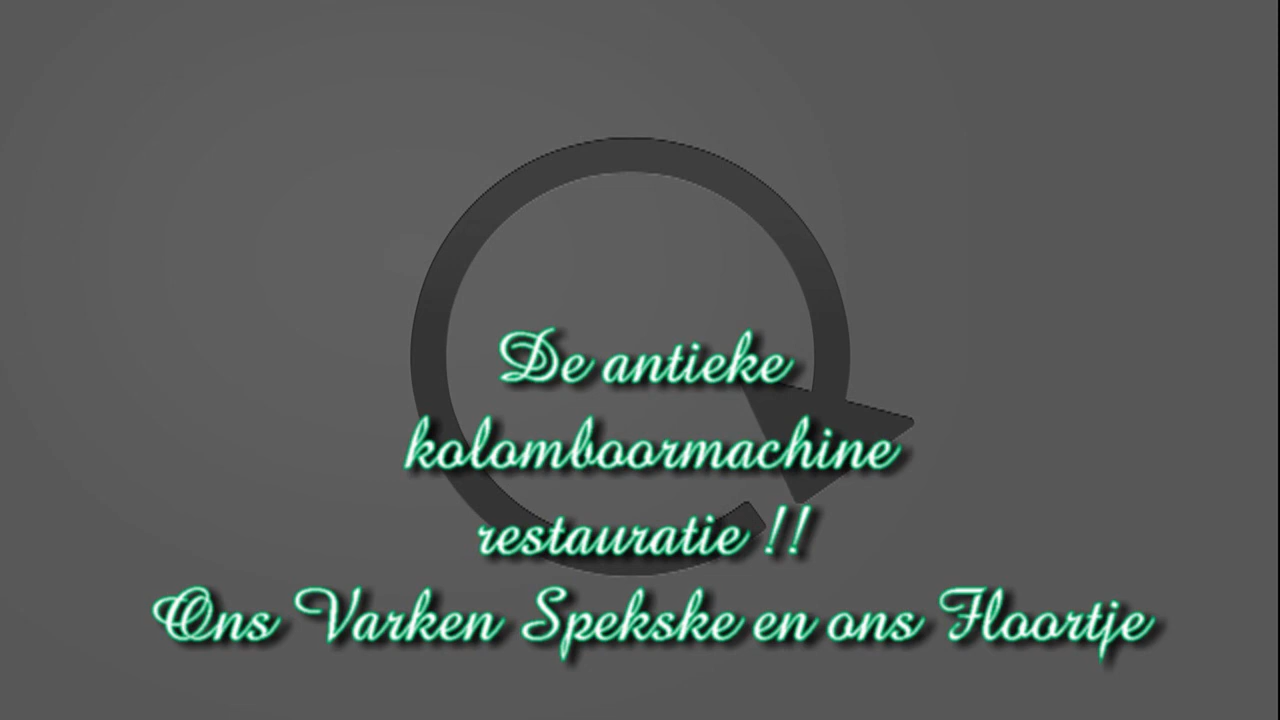 De antieke
kolomboormachine
restauratie !!
Ons Varken Spekske en ons Floortje